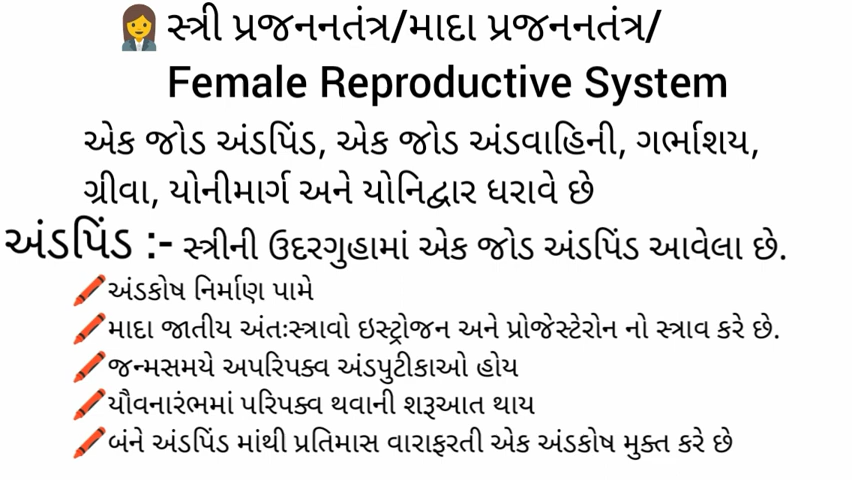 સ્ત્રી પ્રજનનતંત્ર/માદા પ્રજનનતંત્ર/
Female Reproductive System
એક જોડ અંડપિંડ, એક જોડ અંડવાહિની, ગર્ભાશય,
ગ્રીવા, યોનીમાર્ગ અને યોનિદ્વાર ધરાવે છે
અંડપિંડ :- સ્ત્રીની ઉદરગુહામાં એક જોડ અંડપિંડ આવેલા છે.
અંડકોષ નિર્માણ પામે
માદા જાતીય અંતઃસ્ત્રાવો ઇસ્ટ્રોજન અને પ્રોજેસ્ટેરોન નો સ્ત્રાવ કરે છે.
જન્મસમયે અપરિપક્વ અંડપુટીકાઓ હોય
યૌવનારંભમાં પરિપક્વ થવાની શરૂઆત થાય
બંને અંડપિંડ માંથી પ્રતિમાસ વારાફરતી એક અંડકોષ મુક્ત કરે છે